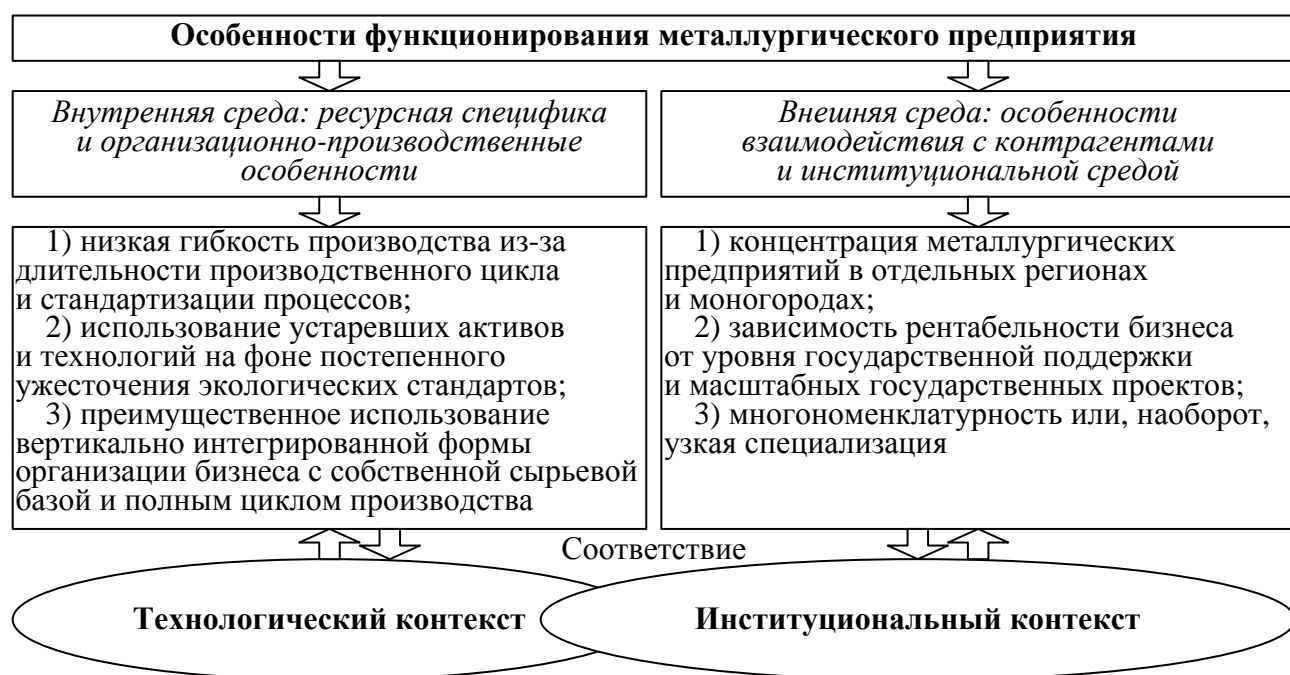 Особенности функционирования металлургического предприятия
Внутренняя среда: ресурсная специфика
и организационно-производственные
особенности
Внешняя среда: особенности
взаимодействия с контрагентами
и институциональной средой
1) низкая гибкость производства из-за
длительности производственного цикла
и стандартизации процессов;
2) использование устаревших активов
и технологий на фоне постепенного
ужесточения экологических стандартов;
3) преимущественное использование
вертикально интегрированной формы
организации бизнеса с собственной сырьевой
базой и полным циклом производства
1) концентрация металлургических
предприятий в отдельных регионах
и моногородах;
2) зависимость рентабельности бизнеса
от уровня государственной поддержки
и масштабных государственных проектов;
3) многономенклатурность или, наоборот,
узкая специализация
Соответствие
Технологический контекст
Институциональный контекст